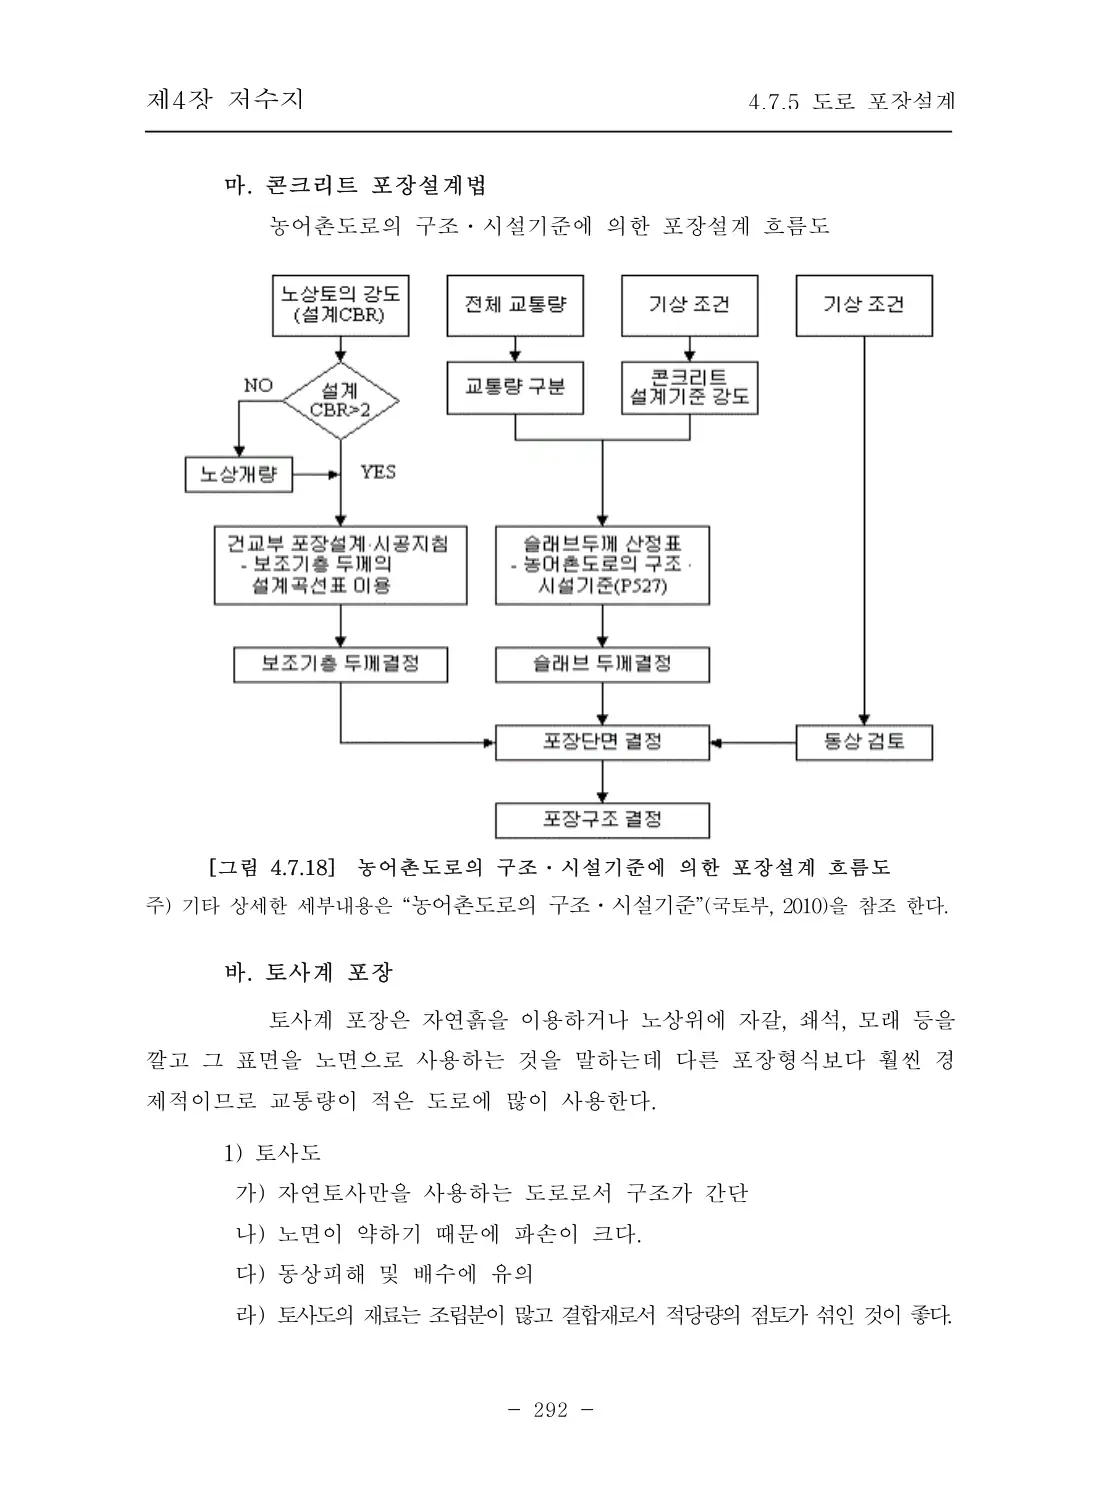 제4장 저수지
4.7.5 도로 포장설계
마. 콘크리트 포장설계법
농어촌도로의 구조·시설기준에 의한 포장설계 흐름도
노상토의 강도
(설계CBR)
전체 교통량
기상 조건
기상 조건
NO
설계
CBR>2
교통량 구분
콘크리트
설계기준 강도
노상개량
YES
건교부 포장설계·시공지침
- 보조기층 두께의
설계곡선표 이용
슬래브두께 산정표
- 농어촌도로의 구조·
시설기준(P527)
보조기층 두께결정
슬래브 두께결정
포장단면 결정
동상 검토
포장구조 결정
[그림 4.7.18] 농어촌도로의 구조·시설기준에 의한 포장설계 흐름도
주) 기타 상세한 세부내용은 “농어촌도로의 구조·시설기준”(국토부, 2010)을 참조 한다.
바. 토사계 포장
토사계 포장은 자연흙을 이용하거나 노상위에 자갈, 쇄석, 모래 등을
깔고 그 표면을 노면으로 사용하는 것을 말하는데 다른 포장형식보다 훨씬 경
제적이므로 교통량이 적은 도로에 많이 사용한다.
1) 토사도
가) 자연토사만을 사용하는 도로로서 구조가 간단
나) 노면이 약하기 때문에 파손이 크다.
다) 동상피해 및 배수에 유의
라) 토사도의 재료는 조립분이 많고 결합재로서 적당량의 점토가 섞인 것이 좋다.
- 292 -